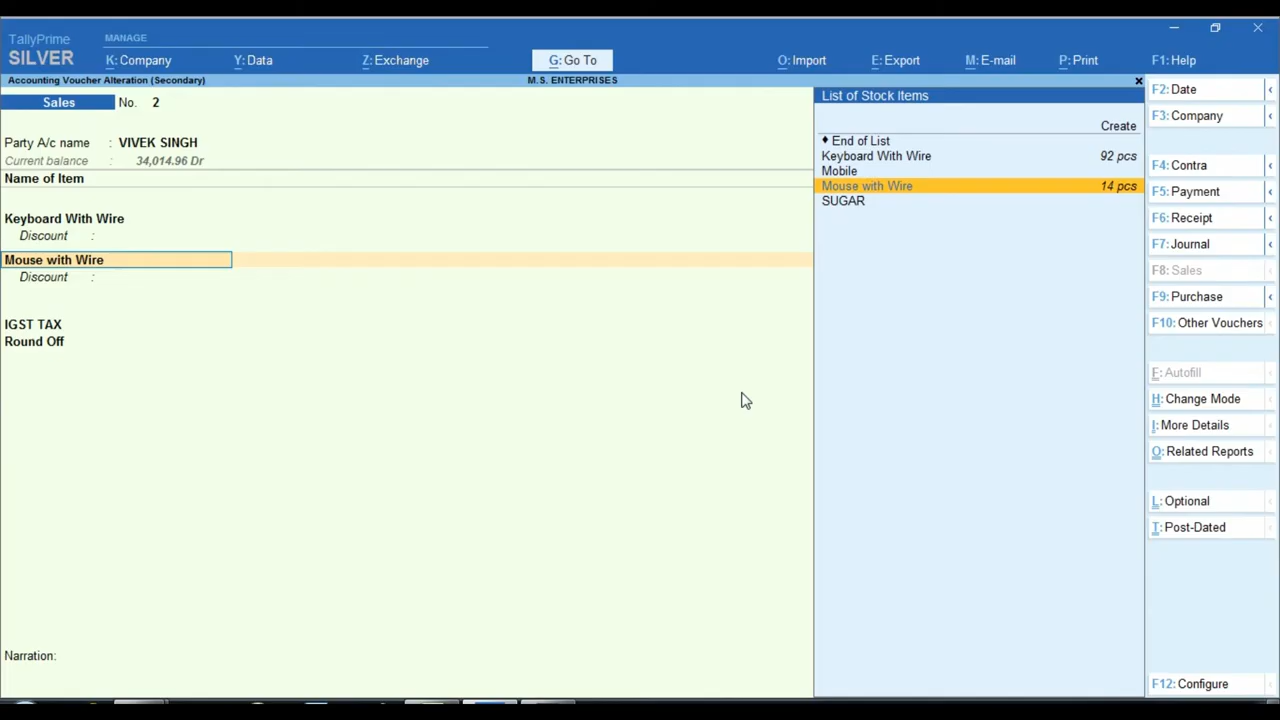 TallyPrime
SILVER
MANAGE
K: Company
Y: Data
Z: Exchange
G: Go To
O: Import
E: Export
M: E-mail
P: Print
F1: Help
Accounting Voucher Alteration (Secondary)
M.S. ENTERPRISES
Sales No. 2
Party A/c name : VIVEK SINGH
Current balance : 34,014.96 Dr
Name of Item
Keyboard With Wire
Discount :
Mouse with Wire
Discount :
IGST TAX
Round Off
Narration:
List of Stock Items
Create
♦ End of List
Keyboard With Wire 92 pcs
Mobile
Mouse with Wire 14 pcs
SUGAR
F2: Date
F3: Company
F4: Contra
F5: Payment
F6: Receipt
F7: Journal
F8: Sales
F9: Purchase
F10: Other Vouchers
E: Autofill
H: Change Mode
I: More Details
O: Related Reports
L: Optional
T: Post-Dated
F12: Configure